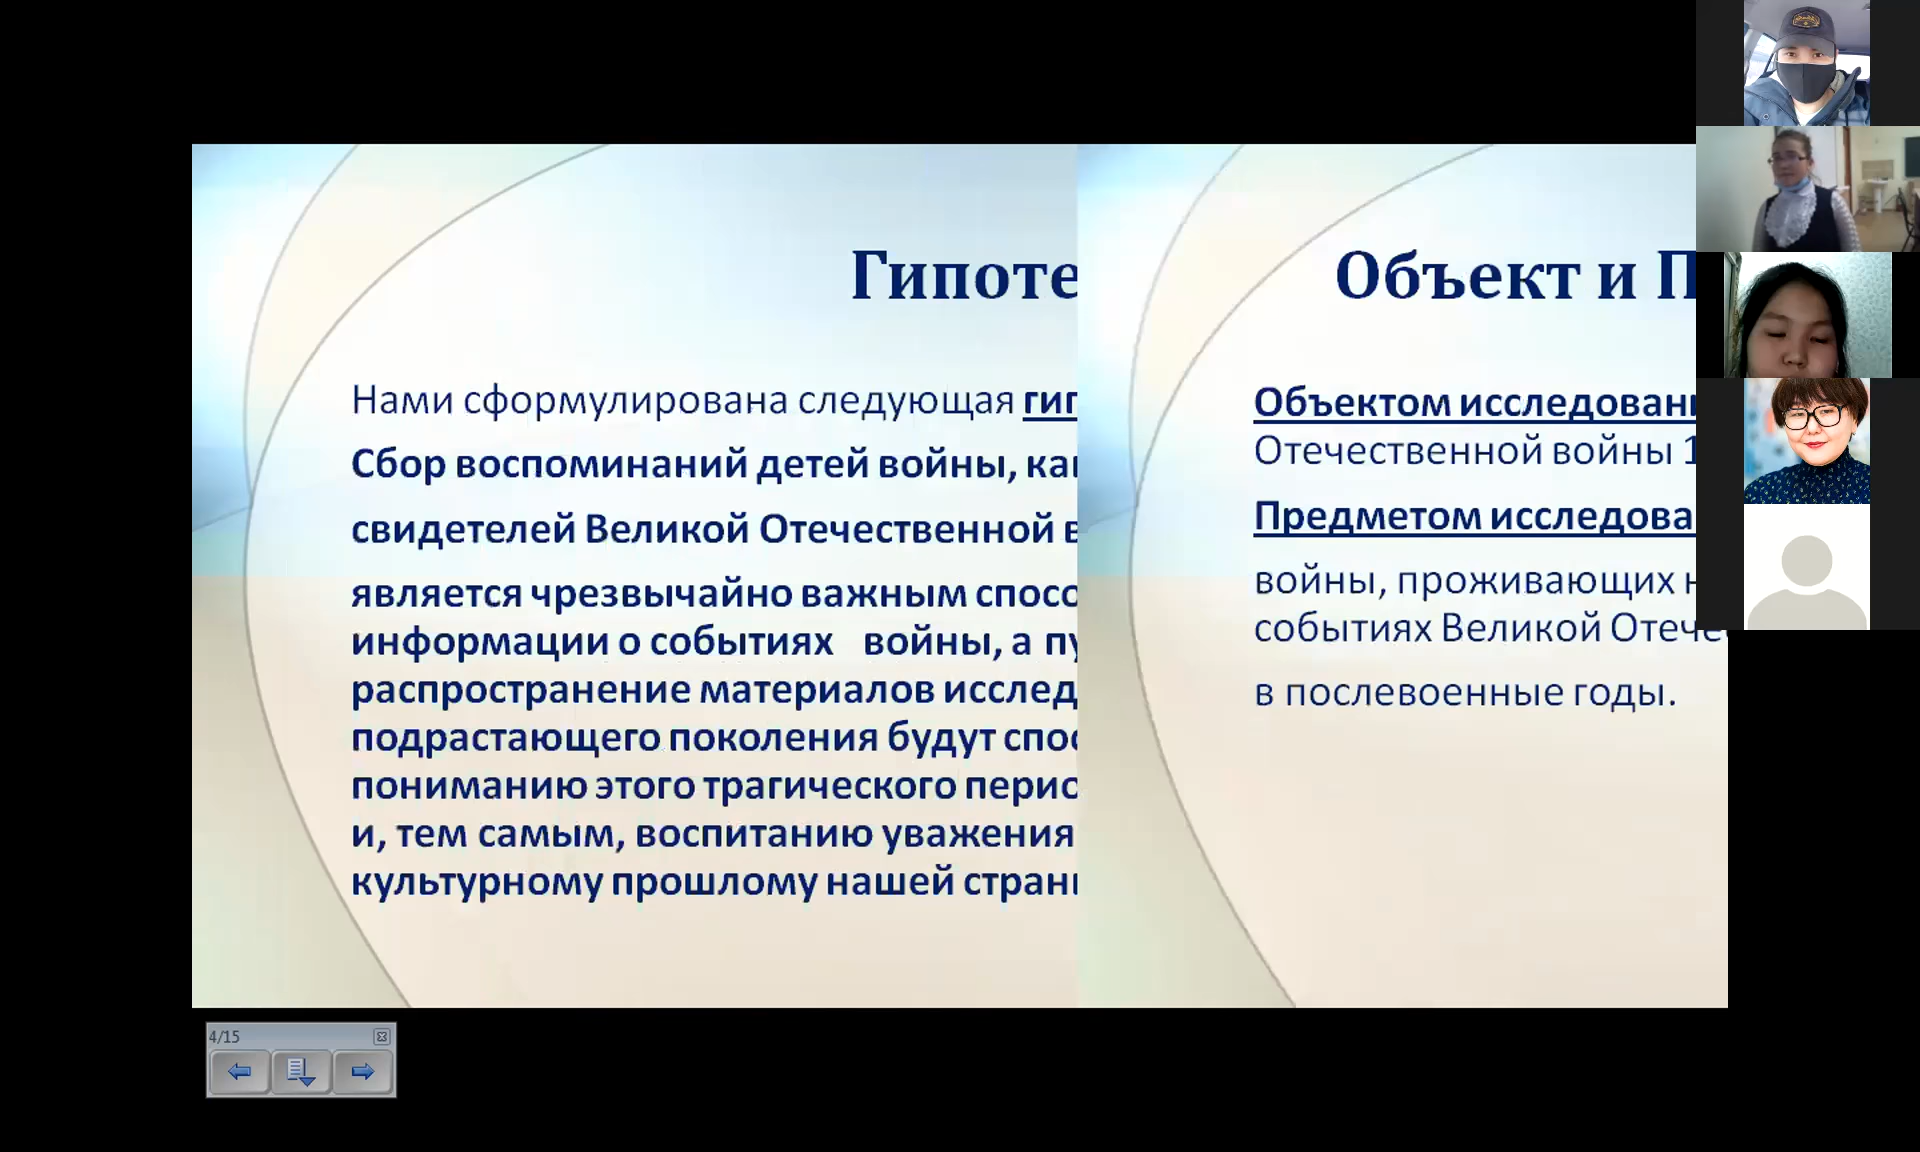 Гипоте
Нами сформулирована следующая гип
Сбор воспоминаний детей войны, как
свидетелей Великой Отечественной в
является чрезвычайно важным спосо
информации о событиях войны, а пу
распространение материалов исслед
подрастающего поколения будут спос
пониманию этого трагического перио
и, тем самым, воспитанию уважения
культурному прошлому нашей стран
Объект и П
Объектом исследован
Отечественной войны 1
Предметом исследова
войны, проживающих н
событиях Великой Отече
в послевоенные годы.
4/15